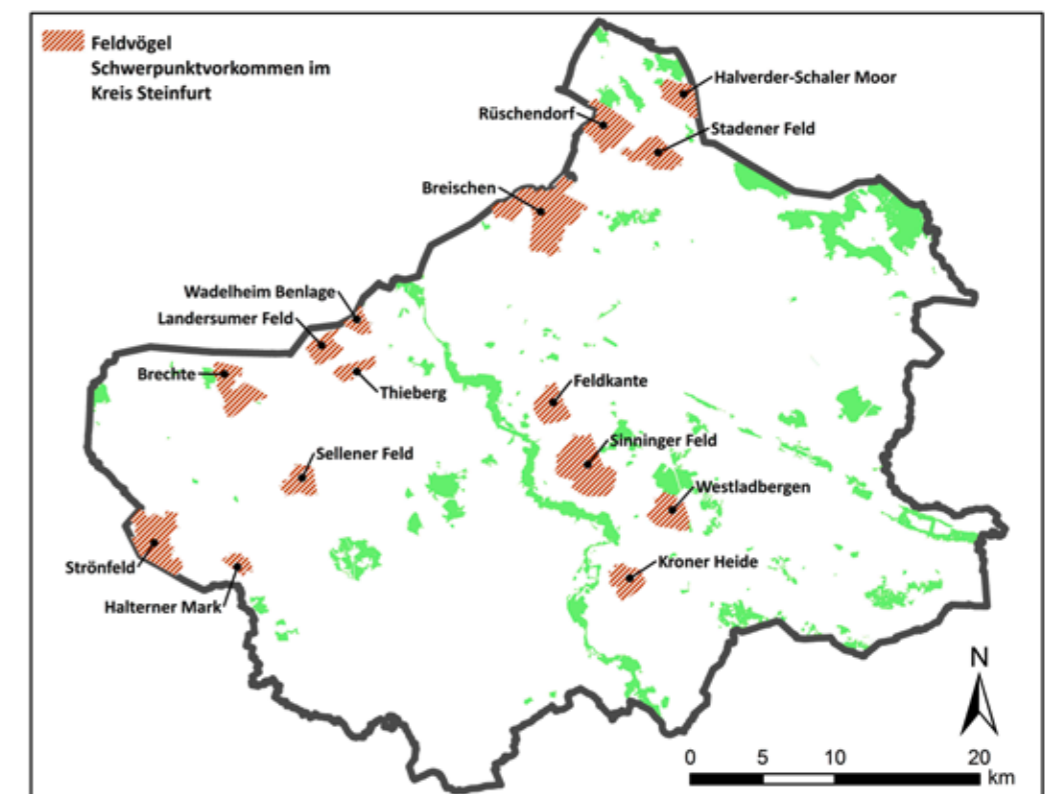 Feldvögel
Schwerpunktvorkommen im
Kreis Steinfurt
Halverder-Schaler Moor
Rüschendorf
Stadener Feld
Breischen
Wadelheim Benlage
Landersumer Feld
Brechte
Thieberg
Feldkante
Sinninger Feld
Sellener Feld
Westladbergen
Strönfeld
Kroner Heide
Halterner Mark
N
0 5 10 20
km